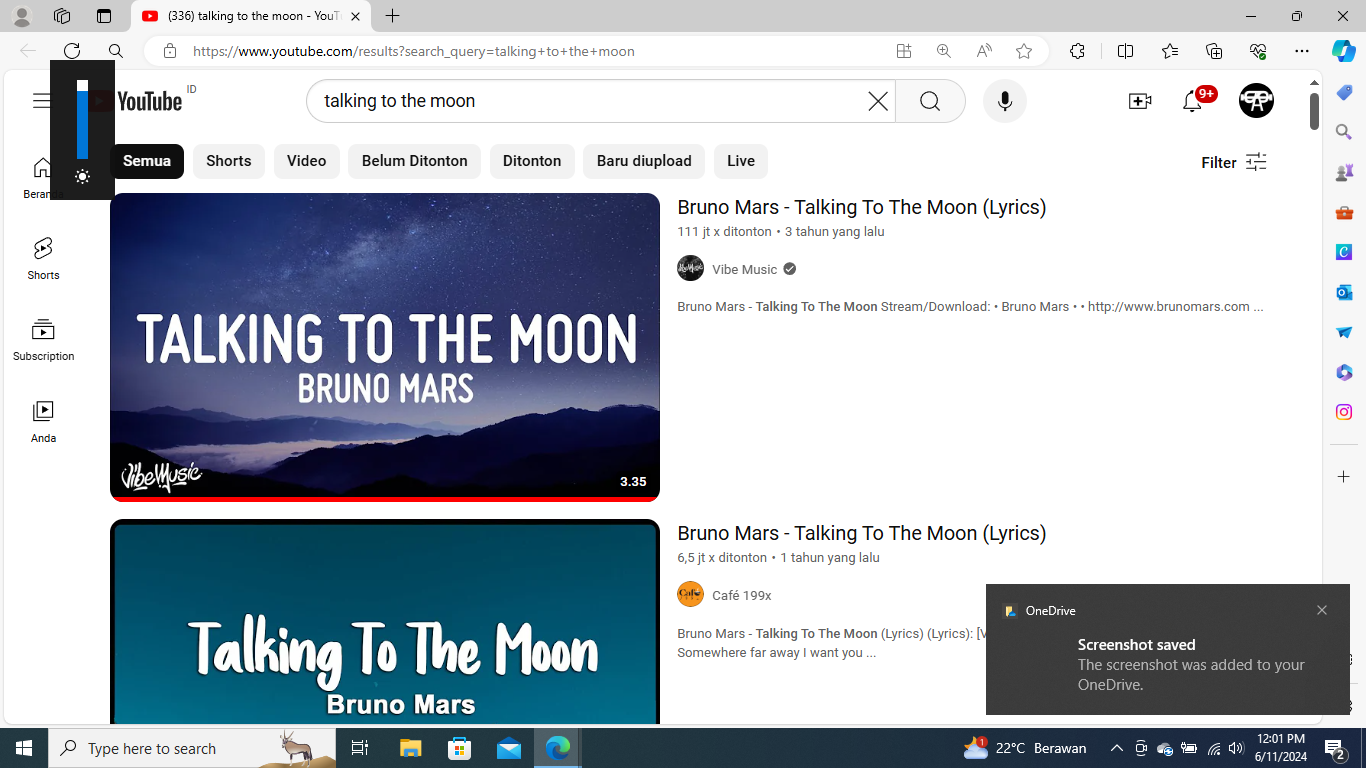 (336) talking to the moon - YouT
https://www.youtube.com/results?search_query=talking+to+the+moon
YouTube ID
talking to the moon
9+
Semua
Shorts
Video
Belum Ditonton
Ditonton
Baru diupload
Live
Filter
Beranda
Shorts
Subscription
Anda
TALKING TO THE MOON
BRUNO MARS
VibeMusic
3.35
Bruno Mars - Talking To The Moon (Lyrics)
111 jt x ditonton • 3 tahun yang lalu
Vibe Music
Bruno Mars - Talking To The Moon Stream/Download: • Bruno Mars • • http://www.brunomars.com ...
Talking To The Moon
Bruno Mars
Bruno Mars - Talking To The Moon (Lyrics)
6,5 jt x ditonton • 1 tahun yang lalu
Café 199x
Bruno Mars - Talking To The Moon (Lyrics) (Lyrics): [V
Somewhere far away I want you ...
OneDrive
Screenshot saved
The screenshot was added to your
OneDrive.
Type here to search
1
22°C Berawan
12:01 PM
6/11/2024
2